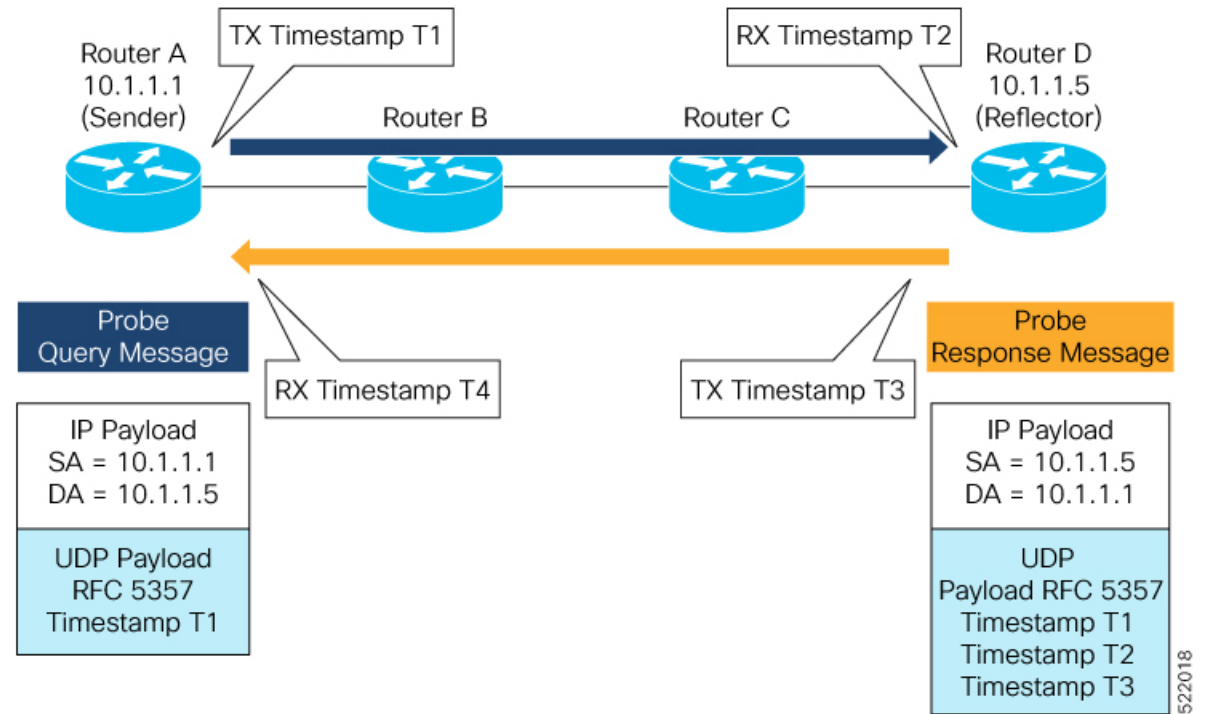 TX Timestamp T1
RX Timestamp T2
Router A
10.1.1.1
(Sender)
Router B
Router C
Router D
10.1.1.5
(Reflector)
Probe
Query Message
RX Timestamp T4
TX Timestamp T3
Probe
Response Message
IP Payload
SA = 10.1.1.1
DA = 10.1.1.5
UDP Payload
RFC 5357
Timestamp T1
IP Payload
SA = 10.1.1.5
DA = 10.1.1.1
UDP
Payload RFC 5357
Timestamp T1
Timestamp T2
Timestamp T3
522018